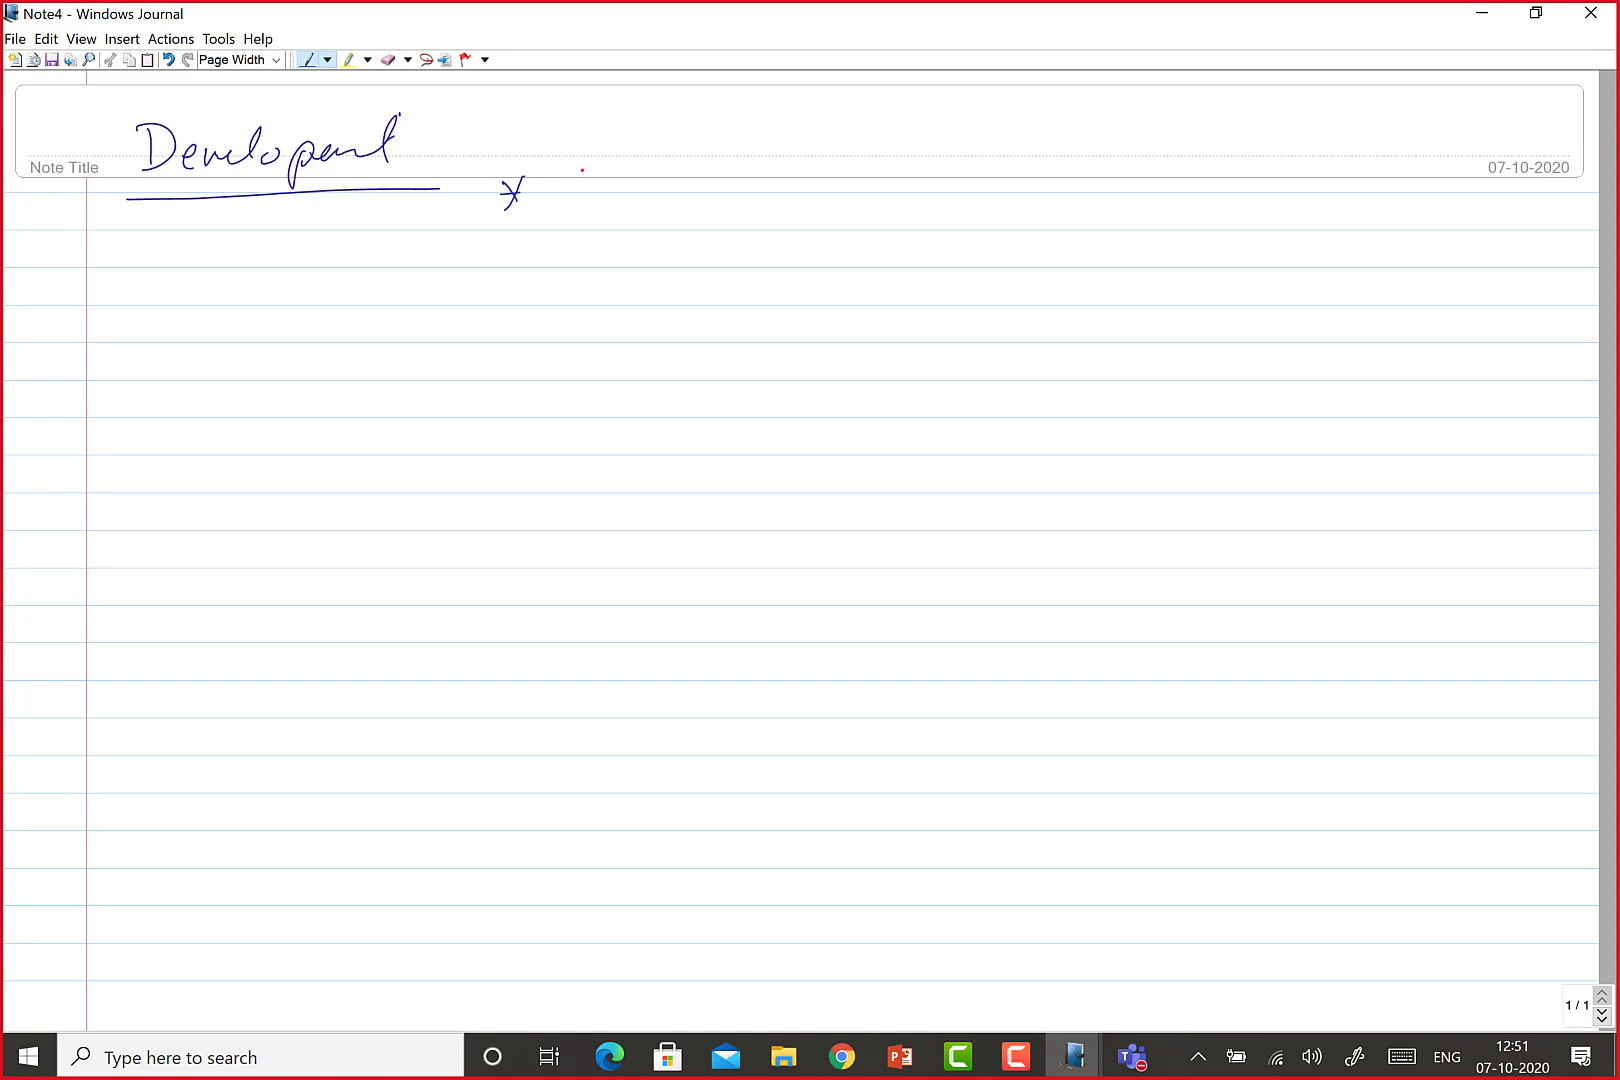 Note4 - Windows Journal
File Edit View Insert Actions Tools Help
Page Width
Development
Note Title
07-10-2020
*
1 / 1
Type here to search
ENG
12:51
07-10-2020